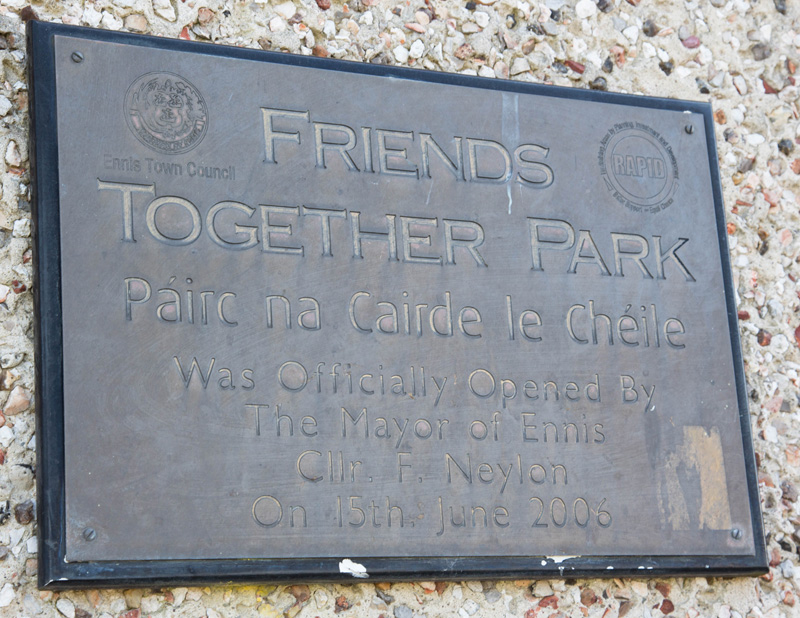 Ennis Town Council
RAPID
FRIENDS
TOGETHER PARK
Páirc na Cairde le Chéile
Was Officially Opened By
The Mayor of Ennis
Cllr. F. Neylon
On 15th. June 2006